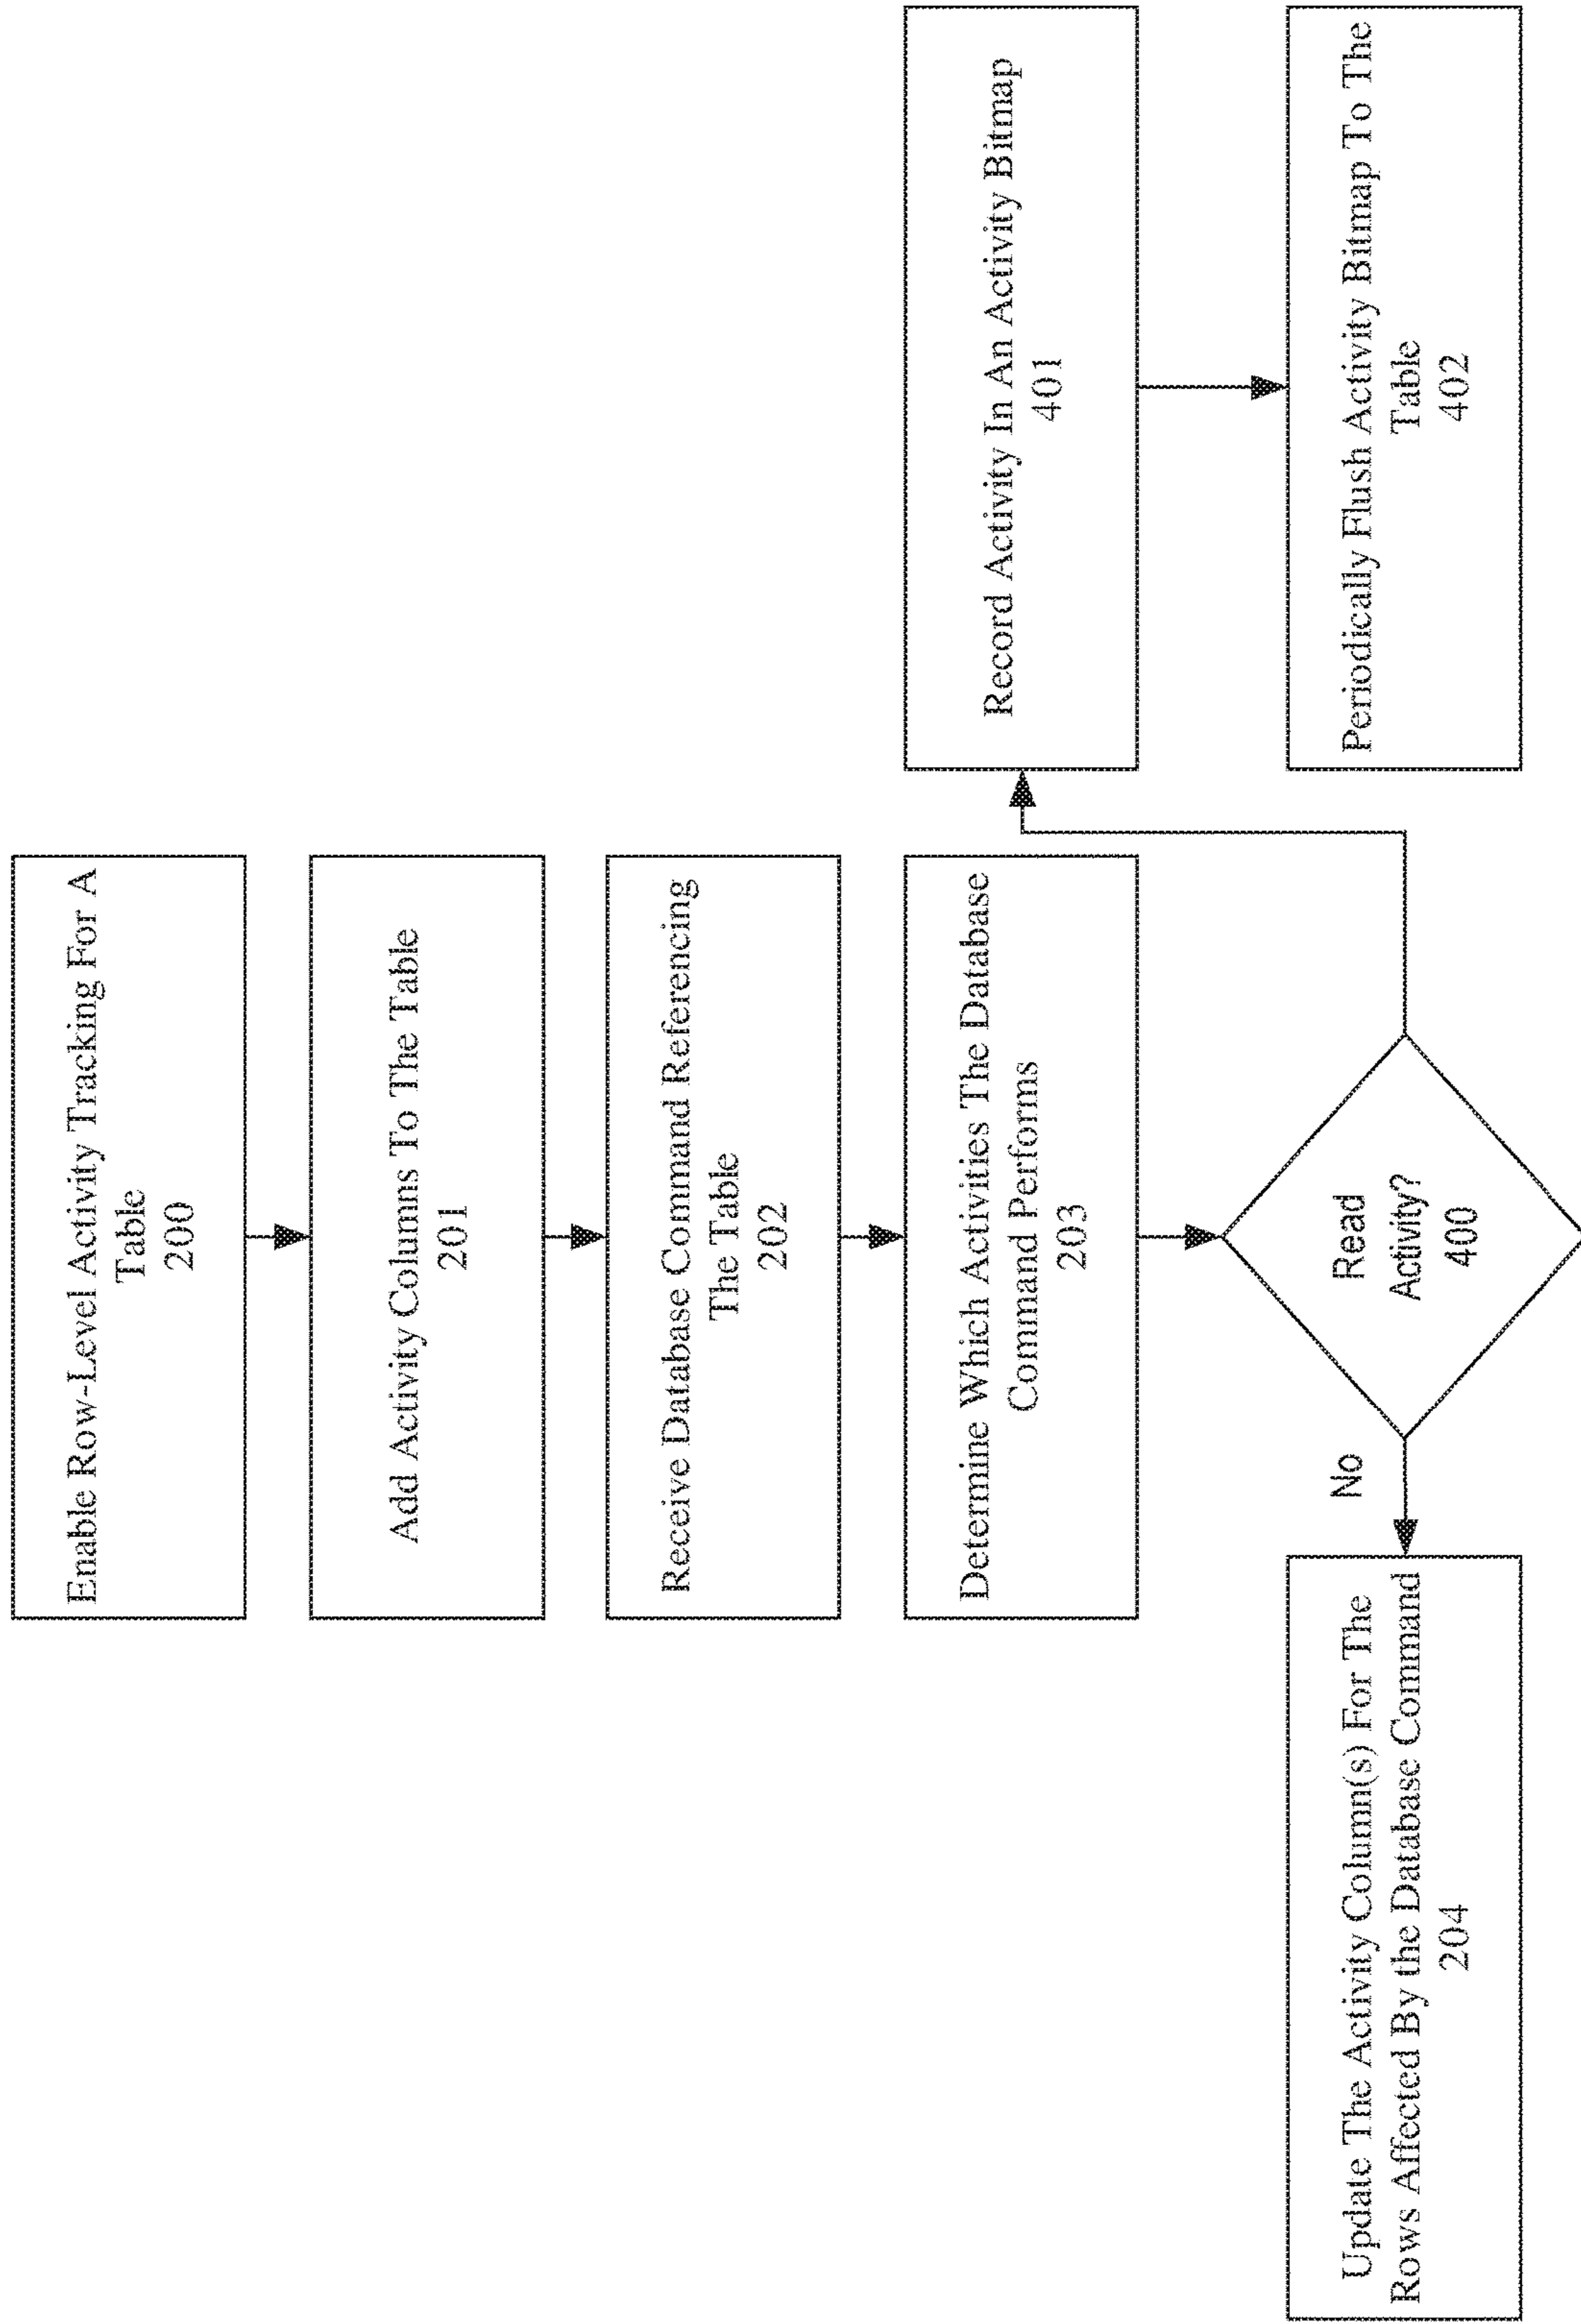 Enable Row-Level Activity Tracking For A
Table
200
Add Activity Columns To The Table
201
Receive Database Command Referencing
The Table
202
Determine Which Activities The Database
Command Performs
203
Read
Activity?
400
No
Update The Activity Column(s) For The
Rows Affected By the Database Command
204
Record Activity In An Activity Bitmap
401
Periodically Flush Activity Bitmap To The
Table
402